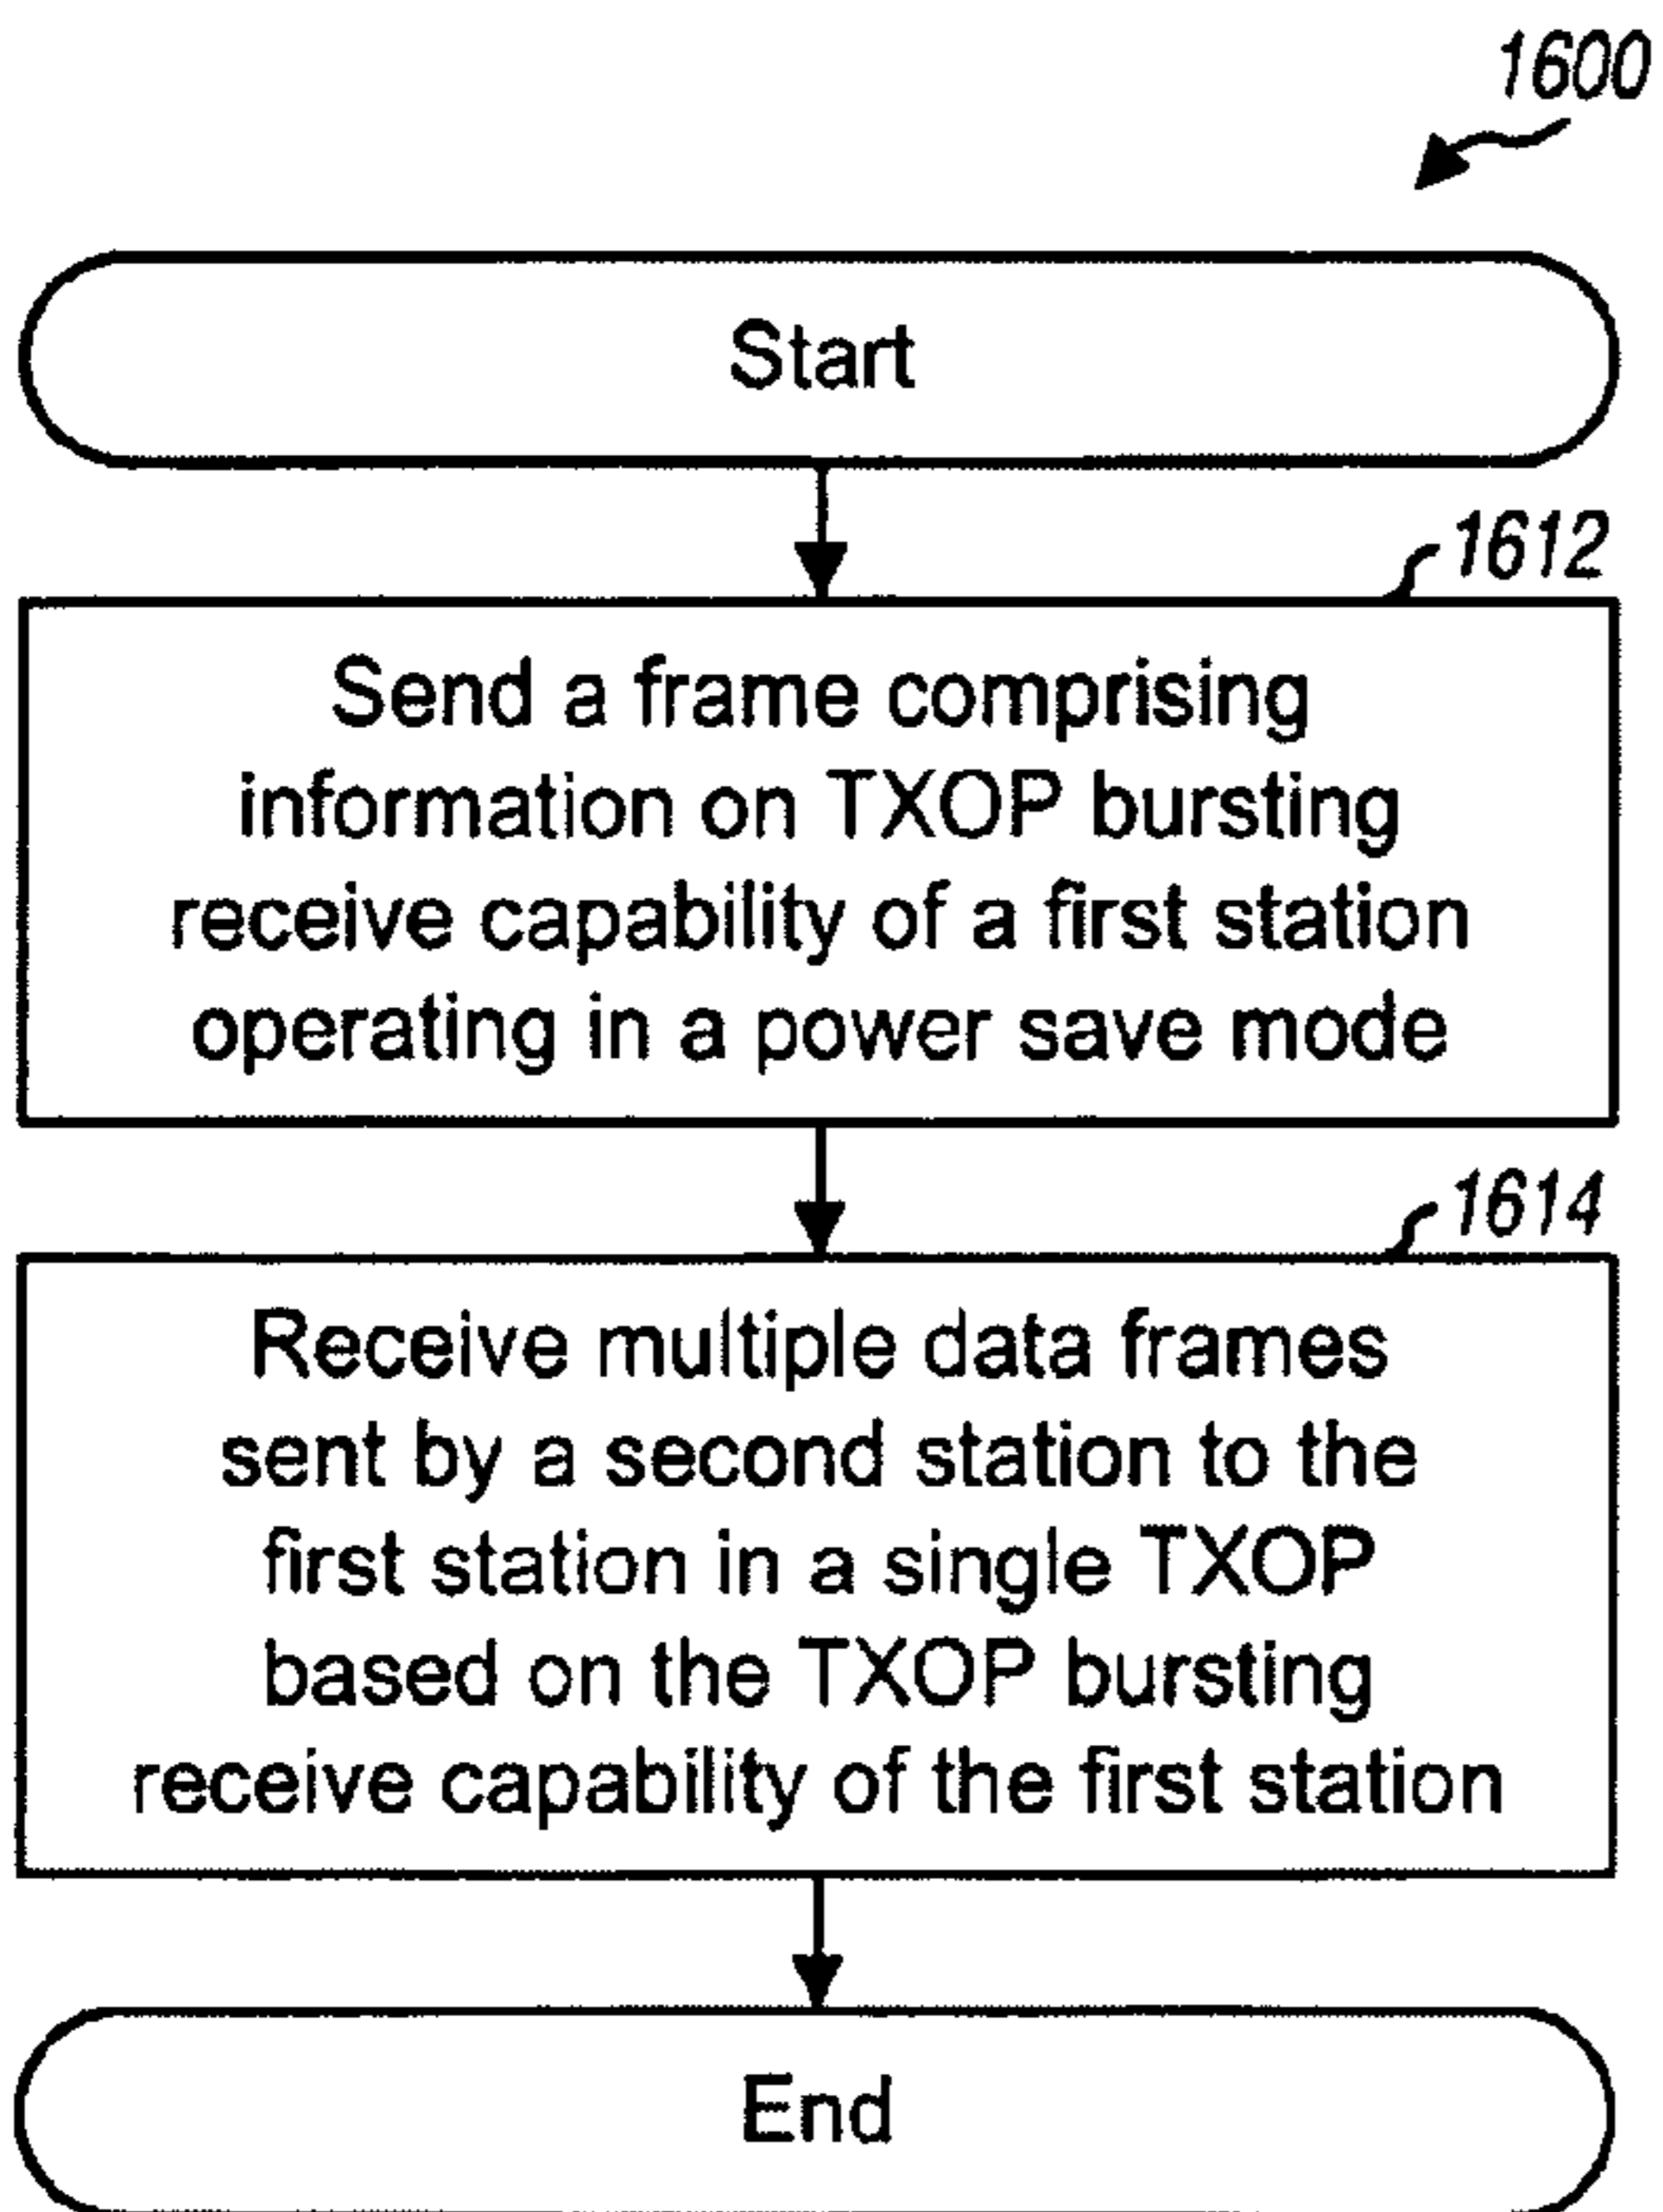 1600
Start
1612
Send a frame comprising
information on TXOP bursting
receive capability of a first station
operating in a power save mode
1614
Receive multiple data frames
sent by a second station to the
first station in a single TXOP
based on the TXOP bursting
receive capability of the first station
End